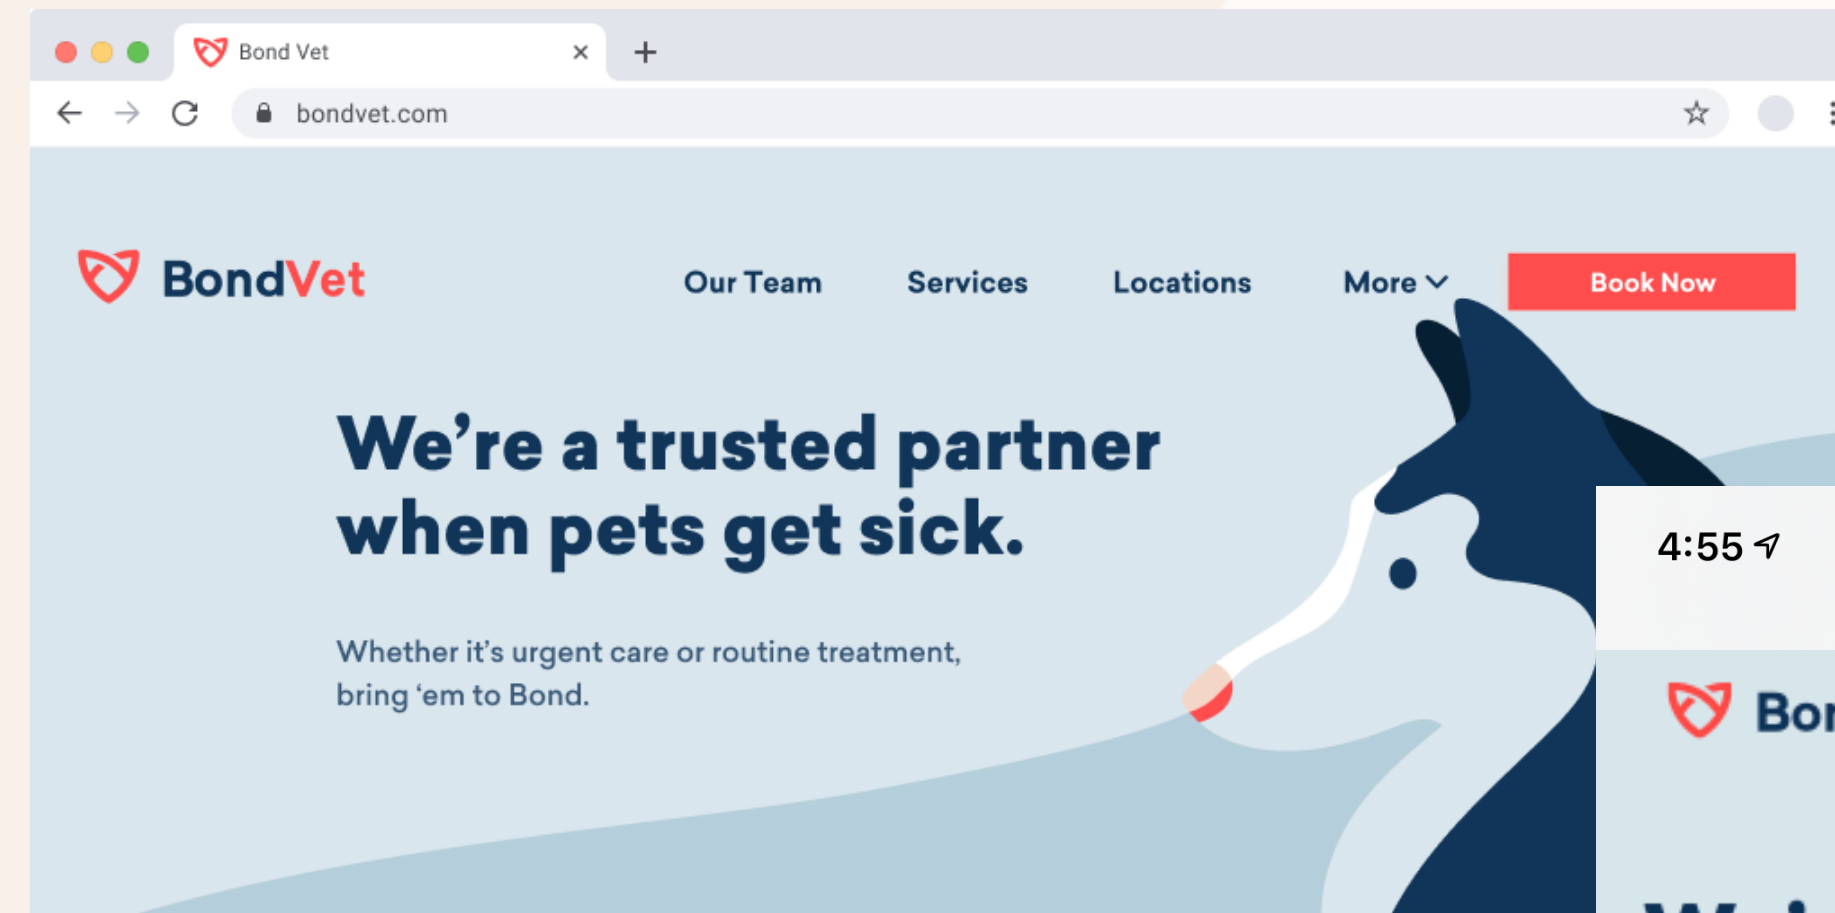 Bond Vet
bondvet.com
BondVet
Our Team Services Locations More Book Now
We’re a trusted partner
when pets get sick.
Whether it’s urgent care or routine treatment,
bring ‘em to Bond.
4:55